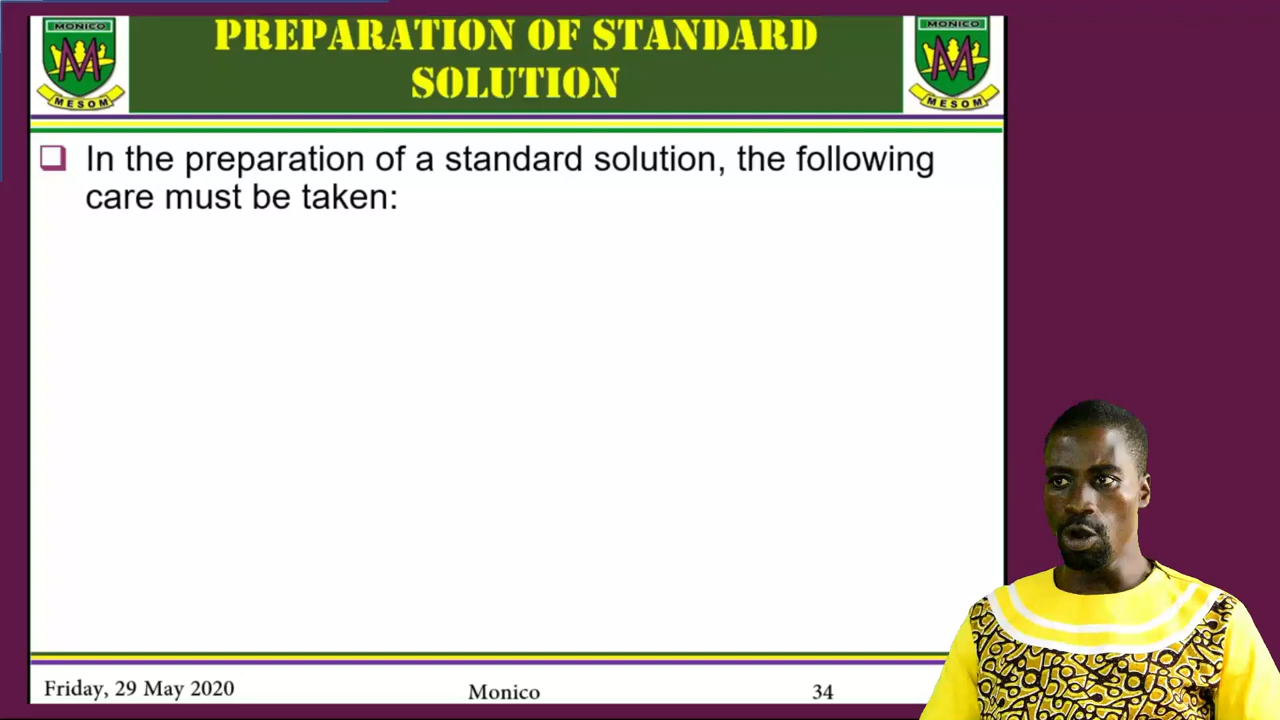 MONICO
M
MESOM
PREPARATION OF STANDARD
SOLUTION
MONICO
M
MESOM
❑ In the preparation of a standard solution, the following
care must be taken:
Friday, 29 May 2020
Monico
34